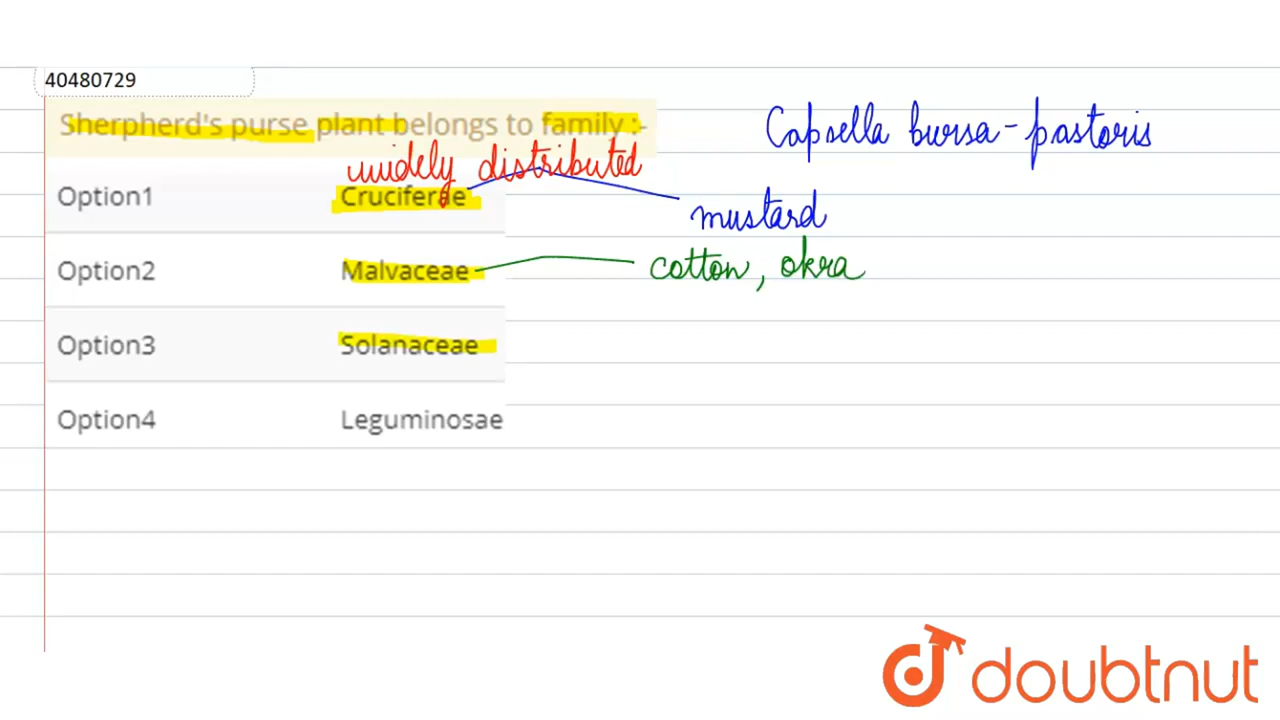 40480729
Sherpherd's purse plant belongs to family :-
Capsella bursa-pastoris
widely distributed
Option1 Cruciferae
mustard
Option2 Malvaceae
cotton, okra
Option3 Solanaceae
Option4 Leguminosae
doubtnut